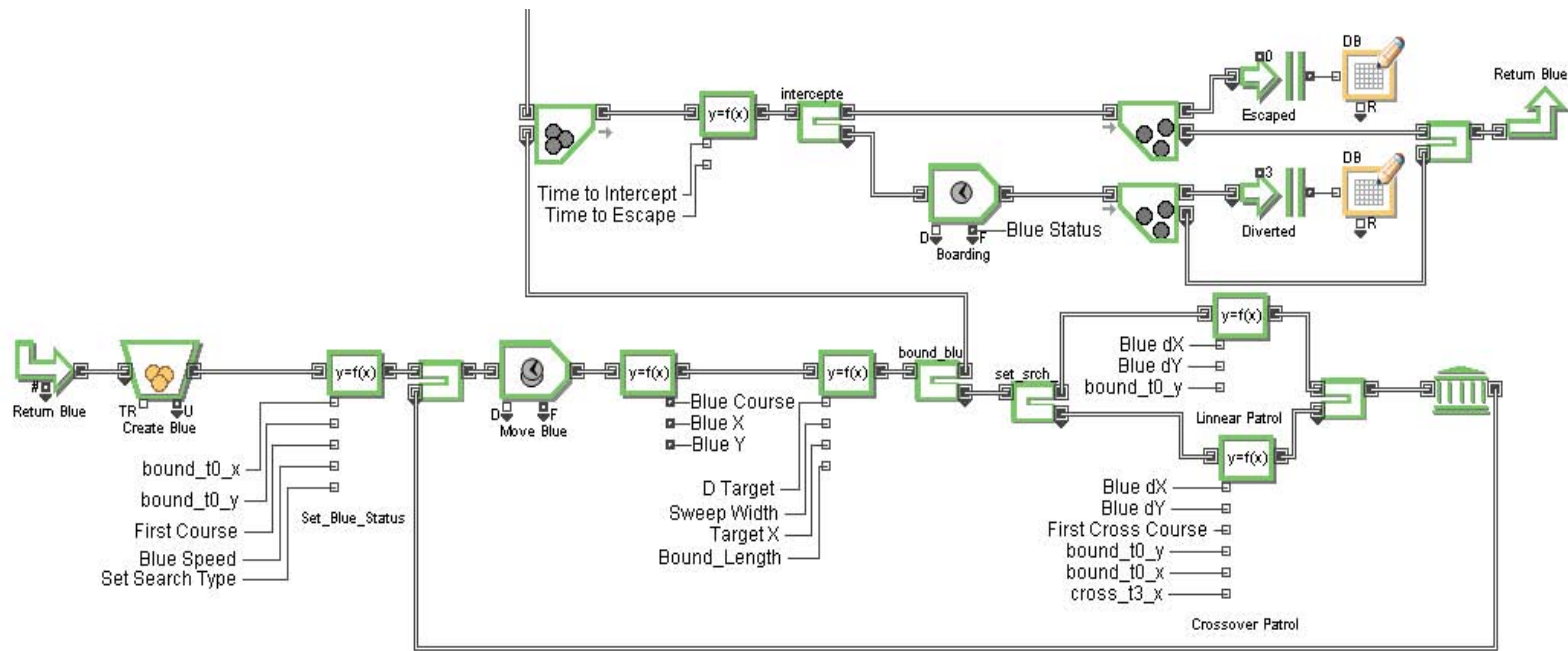 DB
0
Return Blue
intercepte
y=f(x)
R
Escaped
Time to Intercept
Time to Escape
DB
3
D
F
Blue Status
Boarding
R
Diverted
y=f(x)
bound_blu
Blue dX
Blue dY
set_srch_
bound_t0_y
#
Return Blue
TR
U
Create Blue
y=f(x)
D
F
Move Blue
y=f(x)
Blue Course
Blue X
Blue Y
y=f(x)
Linnear Patrol
y=f(x)
bound_t0_x
bound_t0_y
First Course
Blue Speed
Set Search Type
Set_Blue_Status
D Target
Sweep Width
Target X
Bound_Length
Blue dX
Blue dY
First Cross Course
bound_t0_y
bound_t0_x
cross_t3_x
Crossover Patrol